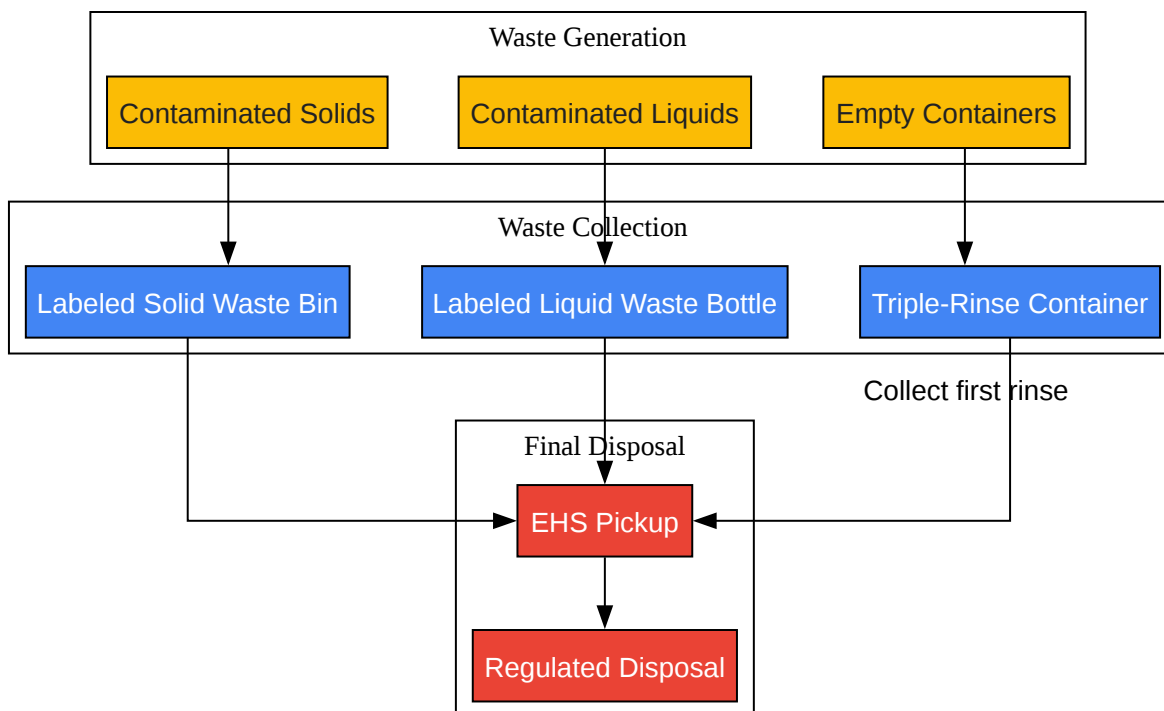 Waste Generation
Contaminated Solids
Contaminated Liquids
Empty Containers
Waste Collection
Labeled Solid Waste Bin
Labeled Liquid Waste Bottle
Triple-Rinse Container
Collect first rinse
Final Disposal
EHS Pickup
Regulated Disposal